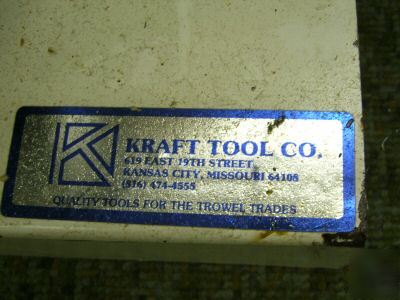 KRAFT TOOL CO.
619 EAST 19TH STREET
KANSAS CITY, MISSOURI 64108
(816) 474-4555
QUALITY TOOLS FOR THE TROWEL TRADES